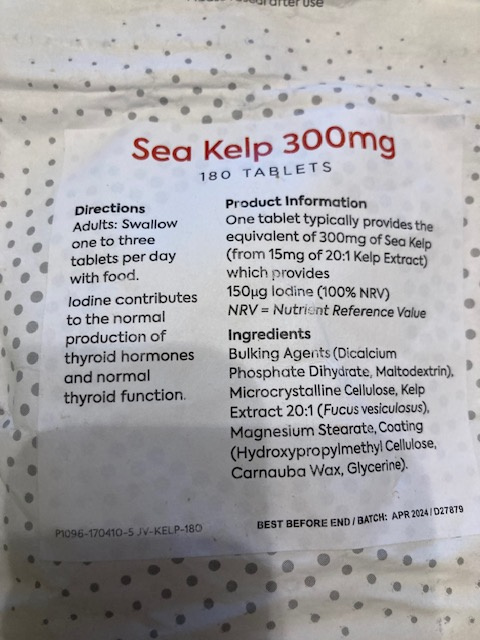 after use
Sea Kelp 300mg
180 TABLETS
Directions
Adults: Swallow
one to three
tablets per day
with food.
Iodine contributes
to the normal
production of
thyroid hormones
and normal
thyroid function.
Product Information
One tablet typically provides the
equivalent of 300mg of Sea Kelp
(from 15mg of 20:1 Kelp Extract)
which provides
150µg Iodine (100% NRV)
NRV = Nutrient Reference Value
Ingredients
Bulking Agents (Dicalcium
Phosphate Dihydrate, Maltodextrin),
Microcrystalline Cellulose, Kelp
Extract 20:1 (Fucus vesiculosus),
Magnesium Stearate, Coating
(Hydroxypropylmethyl Cellulose,
Carnauba Wax, Glycerine).
P1096-170410-5 JV-KELP-180
BEST BEFORE END / BATCH: APR 2024 / D27879